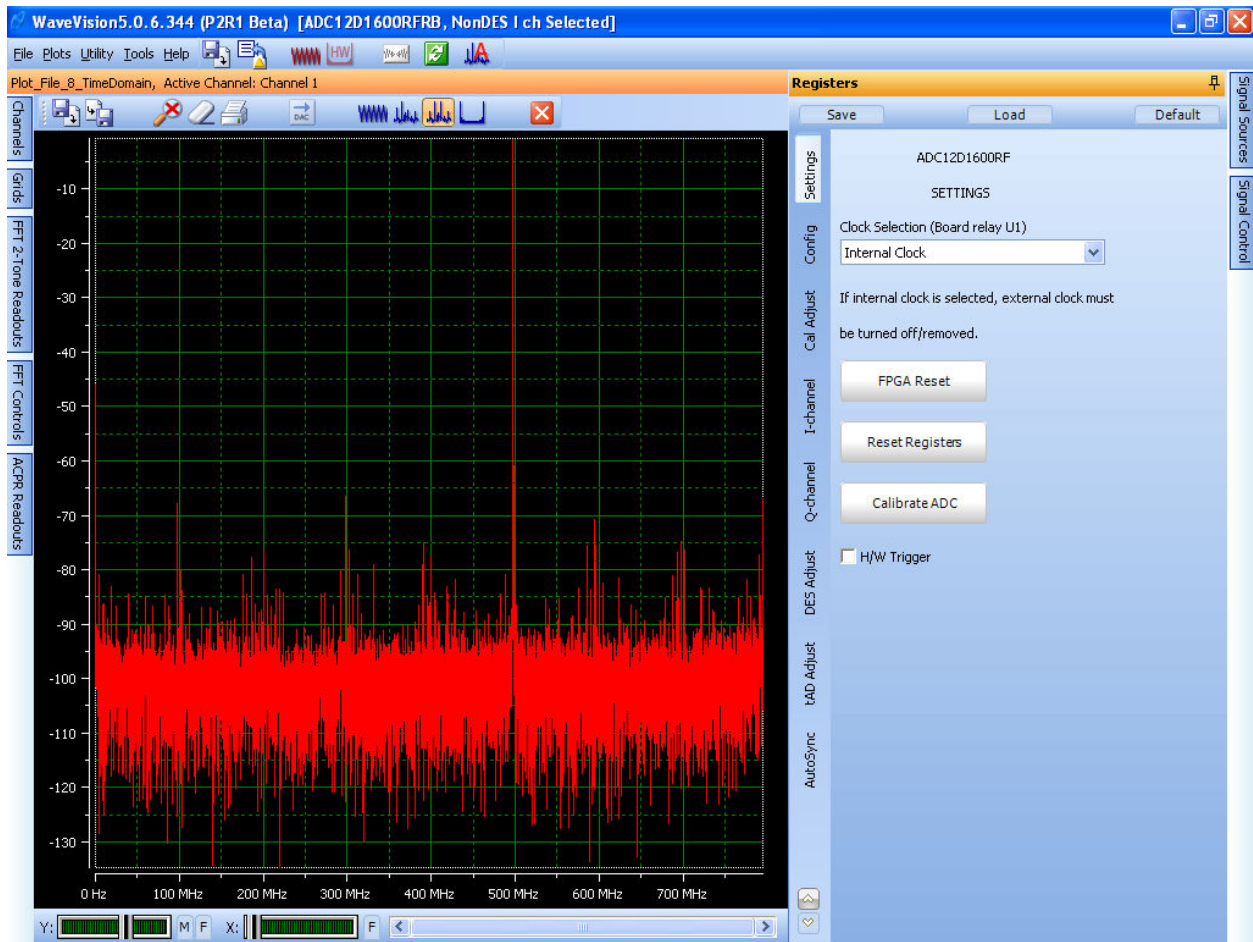 WaveVision5.0.6.344 (P2R1 Beta) [ADC12D1600RFRB, NonDES I ch Selected]
File Plots Utility Tools Help HW
Plot_File_8_TimeDomain, Active Channel: Channel 1
DAC
Channels
Grids
FFT 2-Tone Readouts
FFT Controls
ACPR Readouts
-10
-20
-30
-40
-50
-60
-70
-80
-90
-100
-110
-120
-130
0 Hz 100 MHz 200 MHz 300 MHz 400 MHz 500 MHz 600 MHz 700 MHz
Y: M F X: F
Registers
Save Load Default
Settings
Config
Cal Adjust
I-channel
Q-channel
DES Adjust
tAD Adjust
AutoSync
ADC12D1600RF
SETTINGS
Clock Selection (Board relay U1)
Internal Clock
If internal clock is selected, external clock must
be turned off/removed.
FPGA Reset
Reset Registers
Calibrate ADC
H/W Trigger
Signal Sources
Signal Control